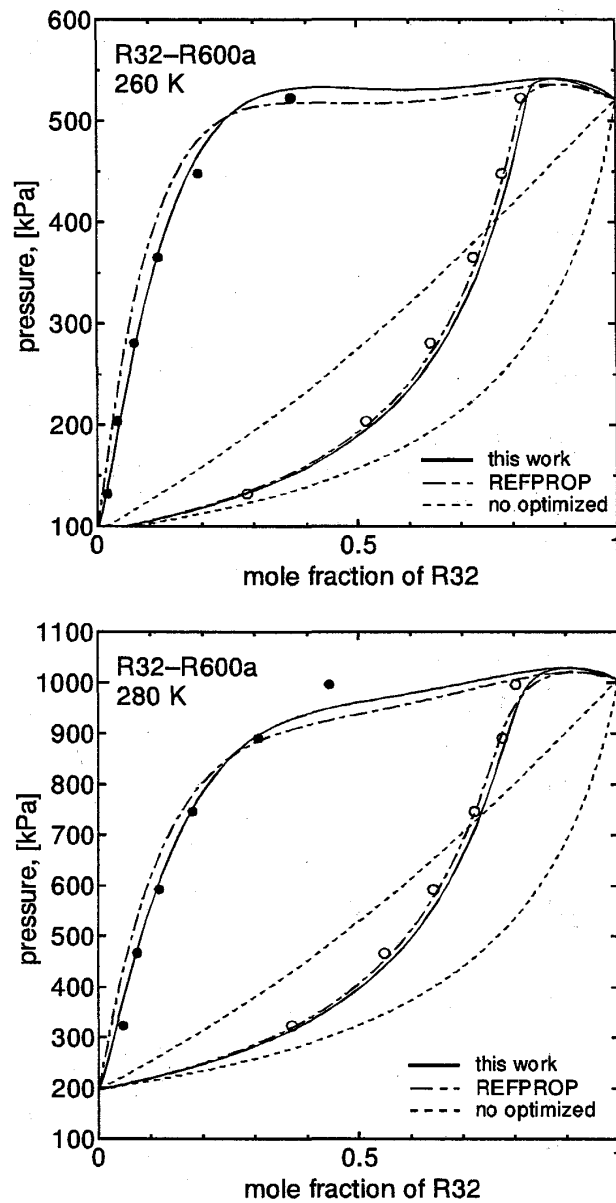 600
R32–R600a
260 K
500
400
pressure, [kPa]
300
200
this work
REFPROP
no optimized
100
0
0.5
mole fraction of R32
1100
R32–R600a
280 K
1000
900
800
700
pressure, [kPa]
600
500
400
300
this work
REFPROP
200
no optimized
100
0
0.5
mole fraction of R32